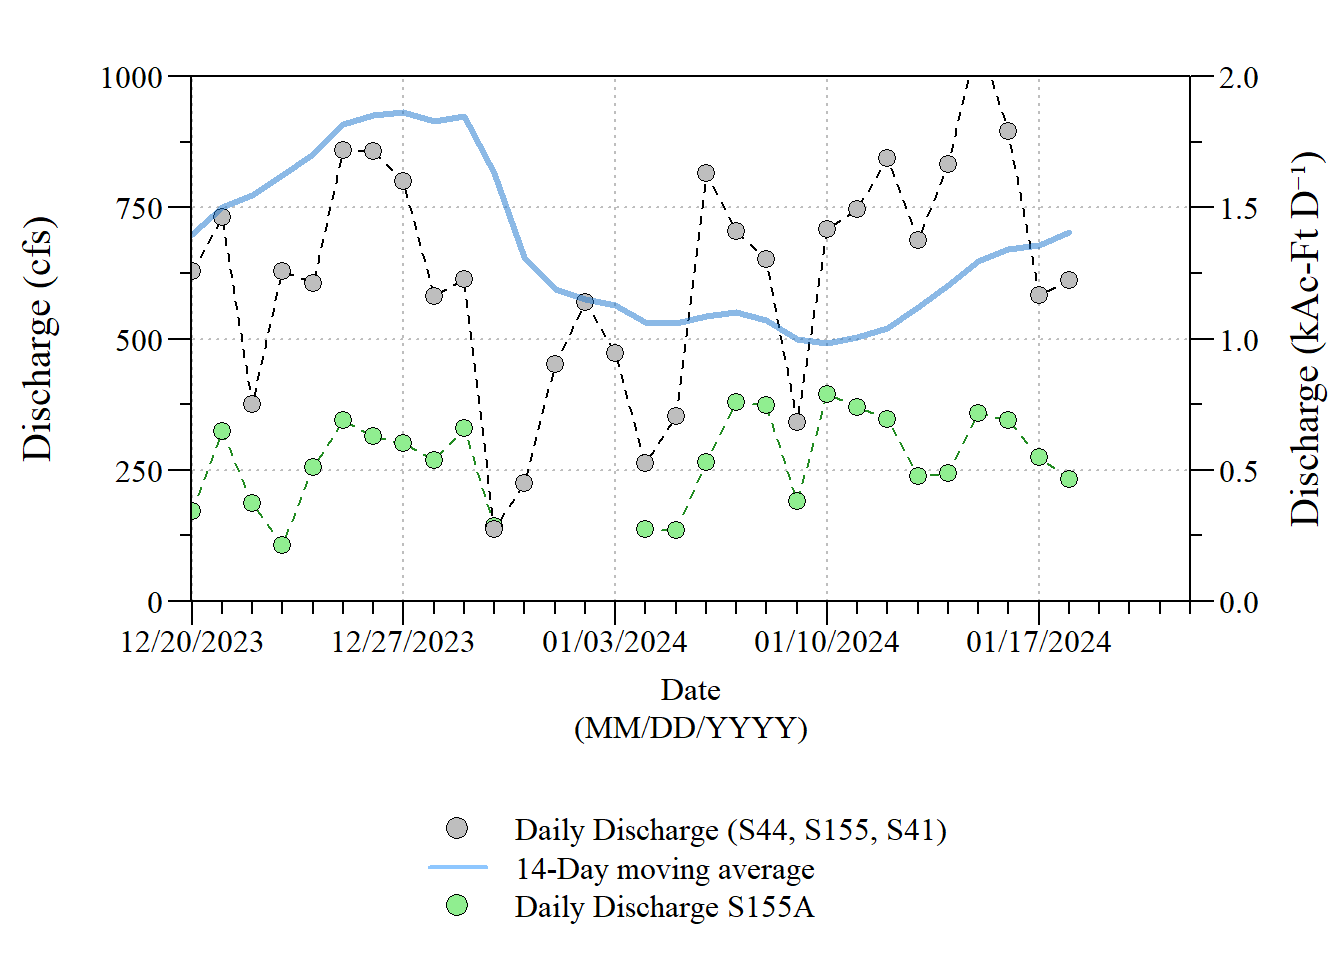 1000
750
500
250
0
Discharge (cfs)
2.0
1.5
1.0
0.5
0.0
Discharge (kAc-Ft D⁻¹)
12/20/2023 12/27/2023 01/03/2024 01/10/2024 01/17/2024
Date
(MM/DD/YYYY)
Daily Discharge (S44, S155, S41)
14-Day moving average
Daily Discharge S155A